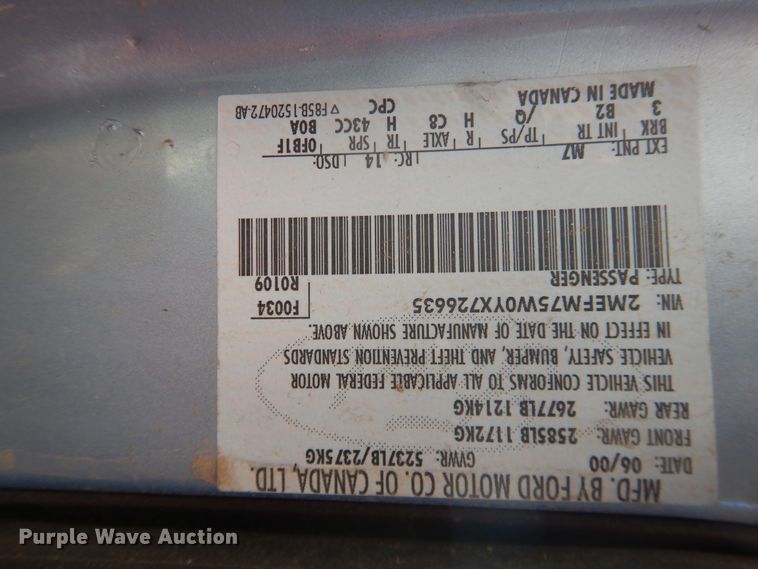 MFD. BY FORD MOTOR CO. OF CANADA, LTD.
DATE: 06/00 GVWR: 5237LB/2375KG
FRONT GAWR: 2585LB 1172KG
REAR GAWR: 2677LB 1214KG
THIS VEHICLE CONFORMS TO ALL APPLICABLE FEDERAL MOTOR
VEHICLE SAFETY, BUMPER, AND THEFT PREVENTION STANDARDS
IN EFFECT ON THE DATE OF MANUFACTURE SHOWN ABOVE.
VIN: 2MEFM75W0YX726635 F0034
TYPE: PASSENGER R0109
EXT PNT: M7 RC: 14 DSO:
BRK INT TR TP/PS R AXLE TR SPR 0FB1F
3 B2 /Q H C8 H 43CC B0A
MADE IN CANADA CPC ▽ F85B-1520472-AB
Purple Wave Auction